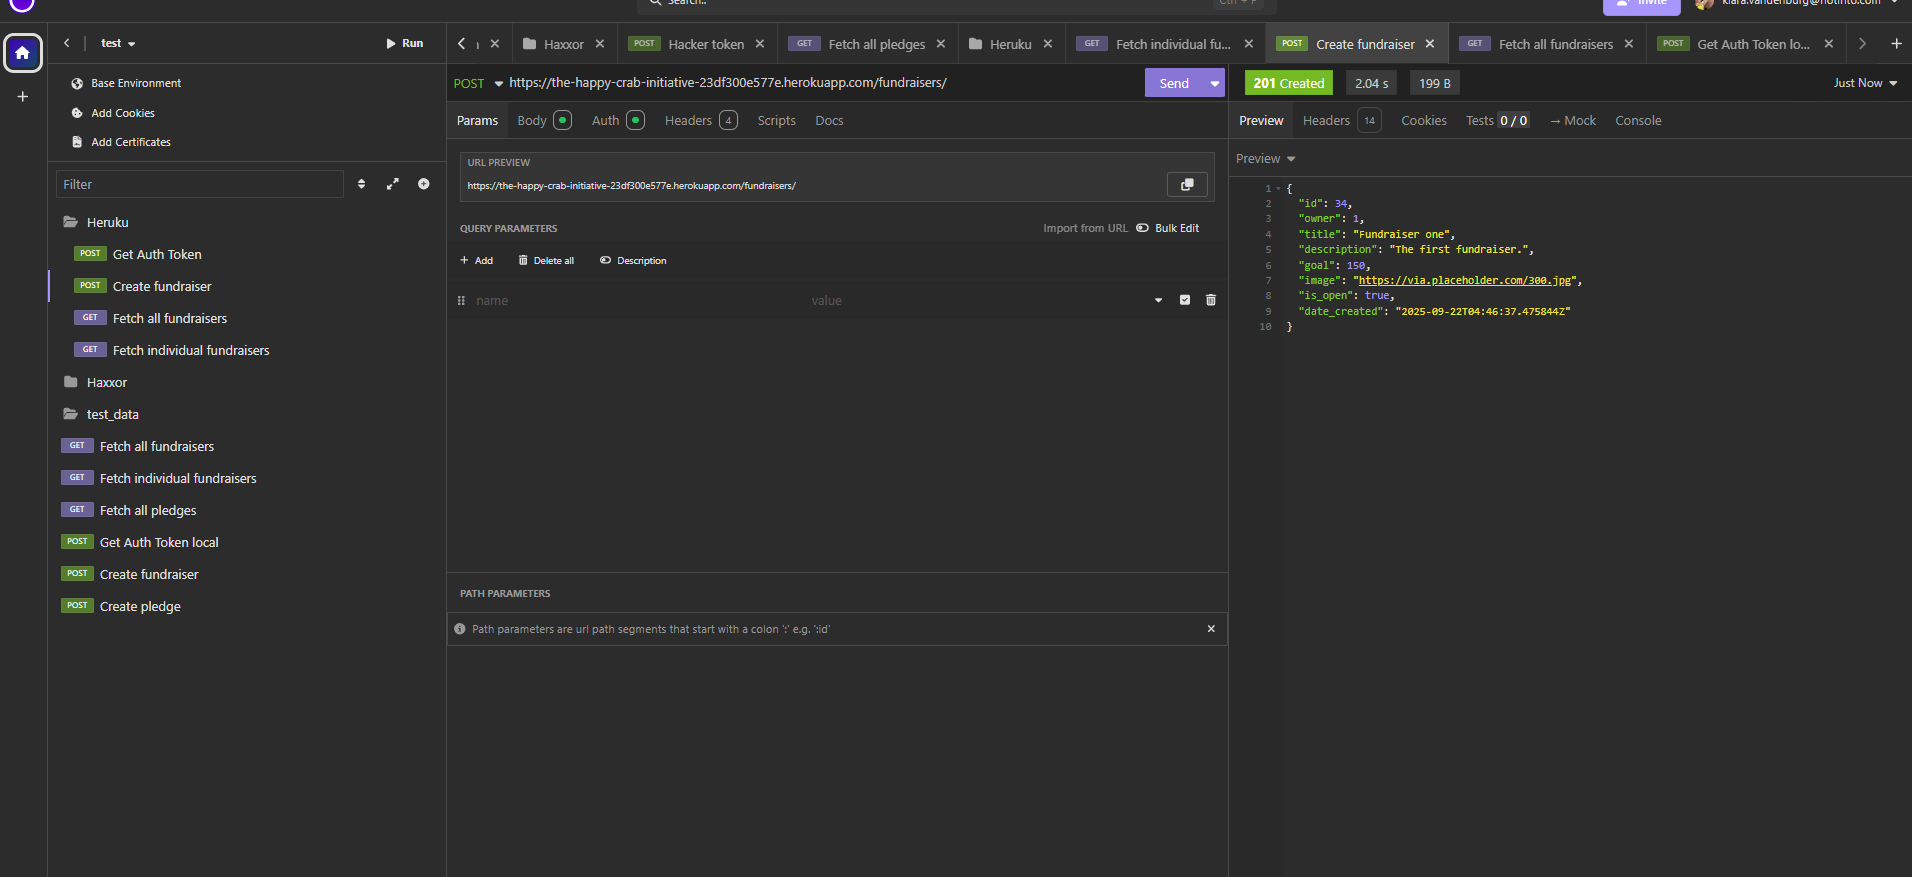 Search..
Ctrl + P
Invite
kiara.vandenburg@notinto.com
test
Run
Haxxor
POST Hacker token
GET Fetch all pledges
Heruku
GET Fetch individual fu...
POST Create fundraiser
GET Fetch all fundraisers
POST Get Auth Token lo...
Base Environment
Add Cookies
Add Certificates
Filter
Heruku
POST Get Auth Token
POST Create fundraiser
GET Fetch all fundraisers
GET Fetch individual fundraisers
Haxxor
test_data
GET Fetch all fundraisers
GET Fetch individual fundraisers
GET Fetch all pledges
POST Get Auth Token local
POST Create fundraiser
POST Create pledge
POST https://the-happy-crab-initiative-23df300e577e.herokuapp.com/fundraisers/
Send
Params Body Auth Headers 4 Scripts Docs
URL PREVIEW
https://the-happy-crab-initiative-23df300e577e.herokuapp.com/fundraisers/
QUERY PARAMETERS
Import from URL Bulk Edit
+ Add Delete all Description
name value
PATH PARAMETERS
Path parameters are url path segments that start with a colon ':' e.g. ':id'
201 Created 2.04 s 199 B
Just Now
Preview Headers 14 Cookies Tests 0 / 0 → Mock Console
Preview
1 {
2 "id": 34,
3 "owner": 1,
4 "title": "Fundraiser one",
5 "description": "The first fundraiser.",
6 "goal": 150,
7 "image": "https://via.placeholder.com/300.jpg",
8 "is_open": true,
9 "date_created": "2025-09-22T04:46:37.475844Z"
10 }